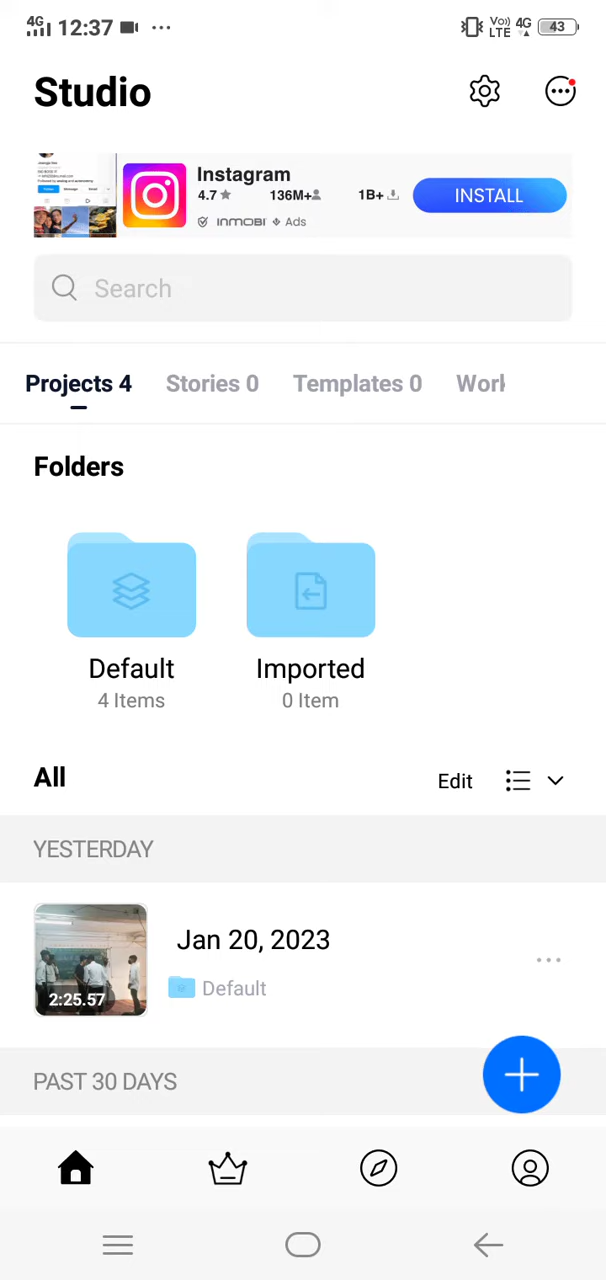 4G 12:37 ... Vo)) LTE 4G 43
Studio
Instagram
4.7 136M+ 1B+
INSTALL
INMOBI Ads
Search
Projects 4 Stories 0 Templates 0 Work
Folders
Default Imported
4 Items 0 Item
All Edit
YESTERDAY
Jan 20, 2023
2:25.57 Default
PAST 30 DAYS